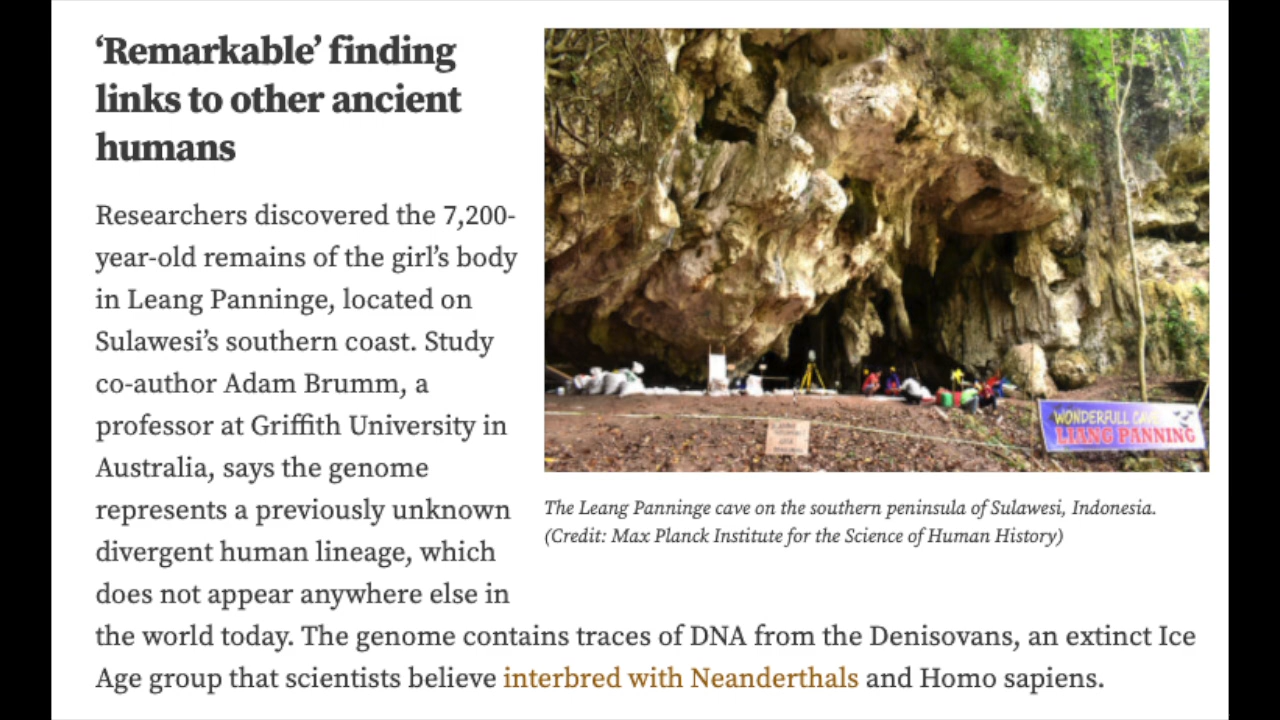 ‘Remarkable’ finding
links to other ancient
humans
Researchers discovered the 7,200-
year-old remains of the girl’s body
in Leang Panninge, located on
Sulawesi’s southern coast. Study
co-author Adam Brumm, a
professor at Griffith University in
Australia, says the genome
represents a previously unknown
divergent human lineage, which
does not appear anywhere else in
the world today. The genome contains traces of DNA from the Denisovans, an extinct Ice
Age group that scientists believe interbred with Neanderthals and Homo sapiens.
WONDERFULL CAVE
LIANG PANNING
The Leang Panninge cave on the southern peninsula of Sulawesi, Indonesia.
(Credit: Max Planck Institute for the Science of Human History)